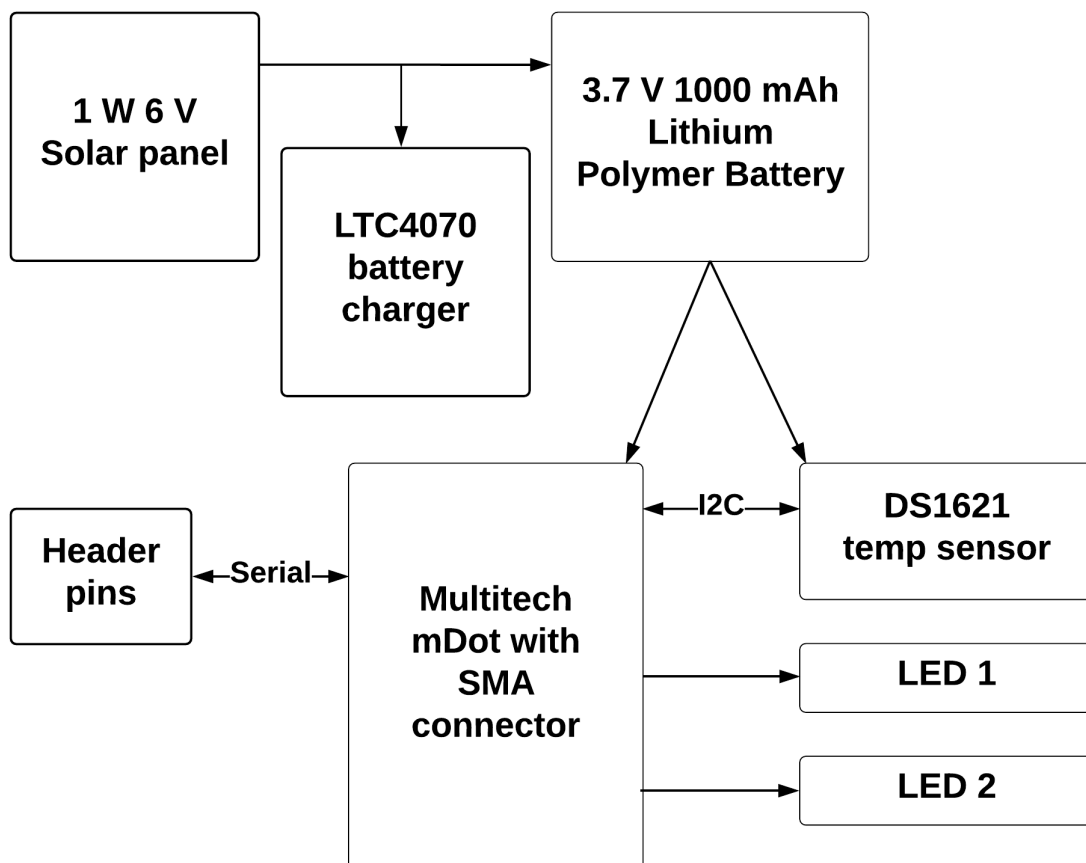 1 W 6 V
Solar panel
3.7 V 1000 mAh
Lithium
Polymer Battery
LTC4070
battery
charger
Header
pins
Serial
Multitech
mDot with
SMA
connector
I2C
DS1621
temp sensor
LED 1
LED 2